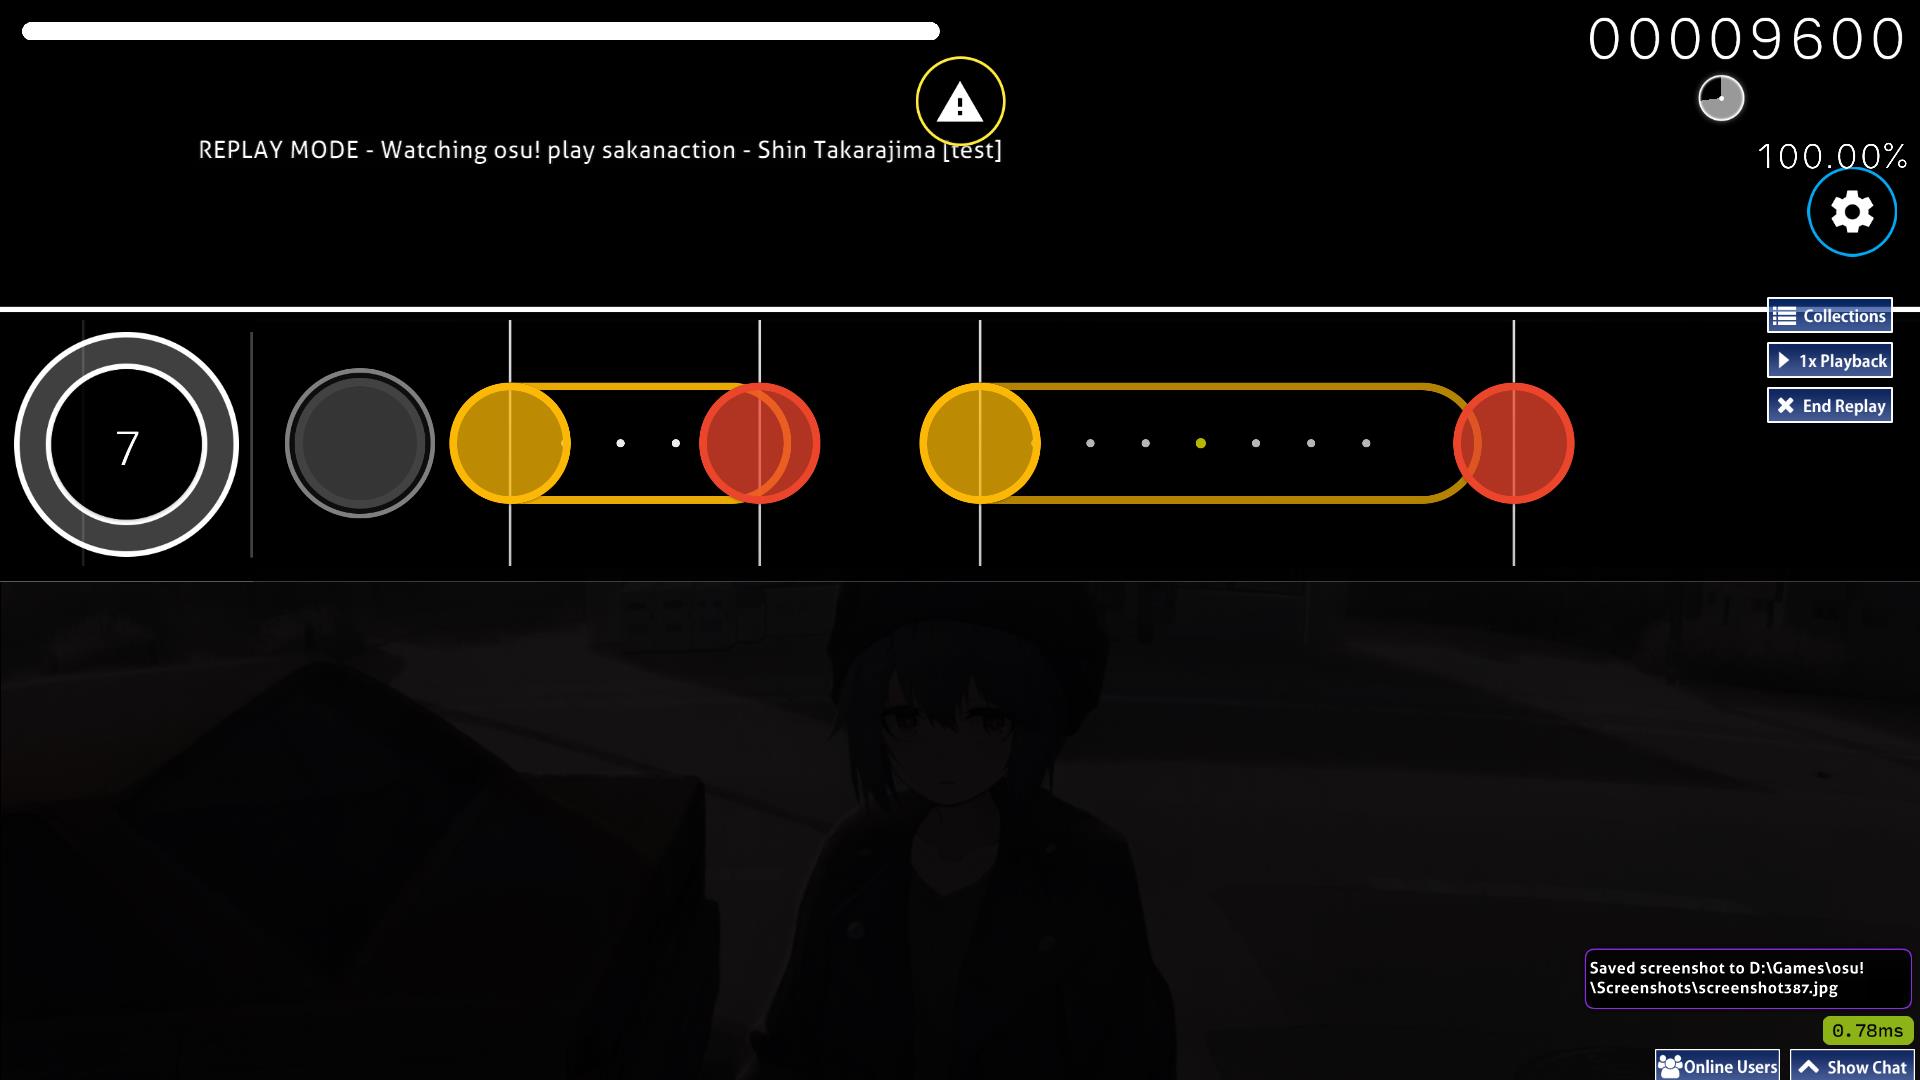 00009600
REPLAY MODE - Watching osu! play sakanaction - Shin Takarajima [test]
100.00%
Collections
1x Playback
End Replay
7
Saved screenshot to D:\Games\osu!
\Screenshots\screenshot387.jpg
0.78ms
Online Users
Show Chat